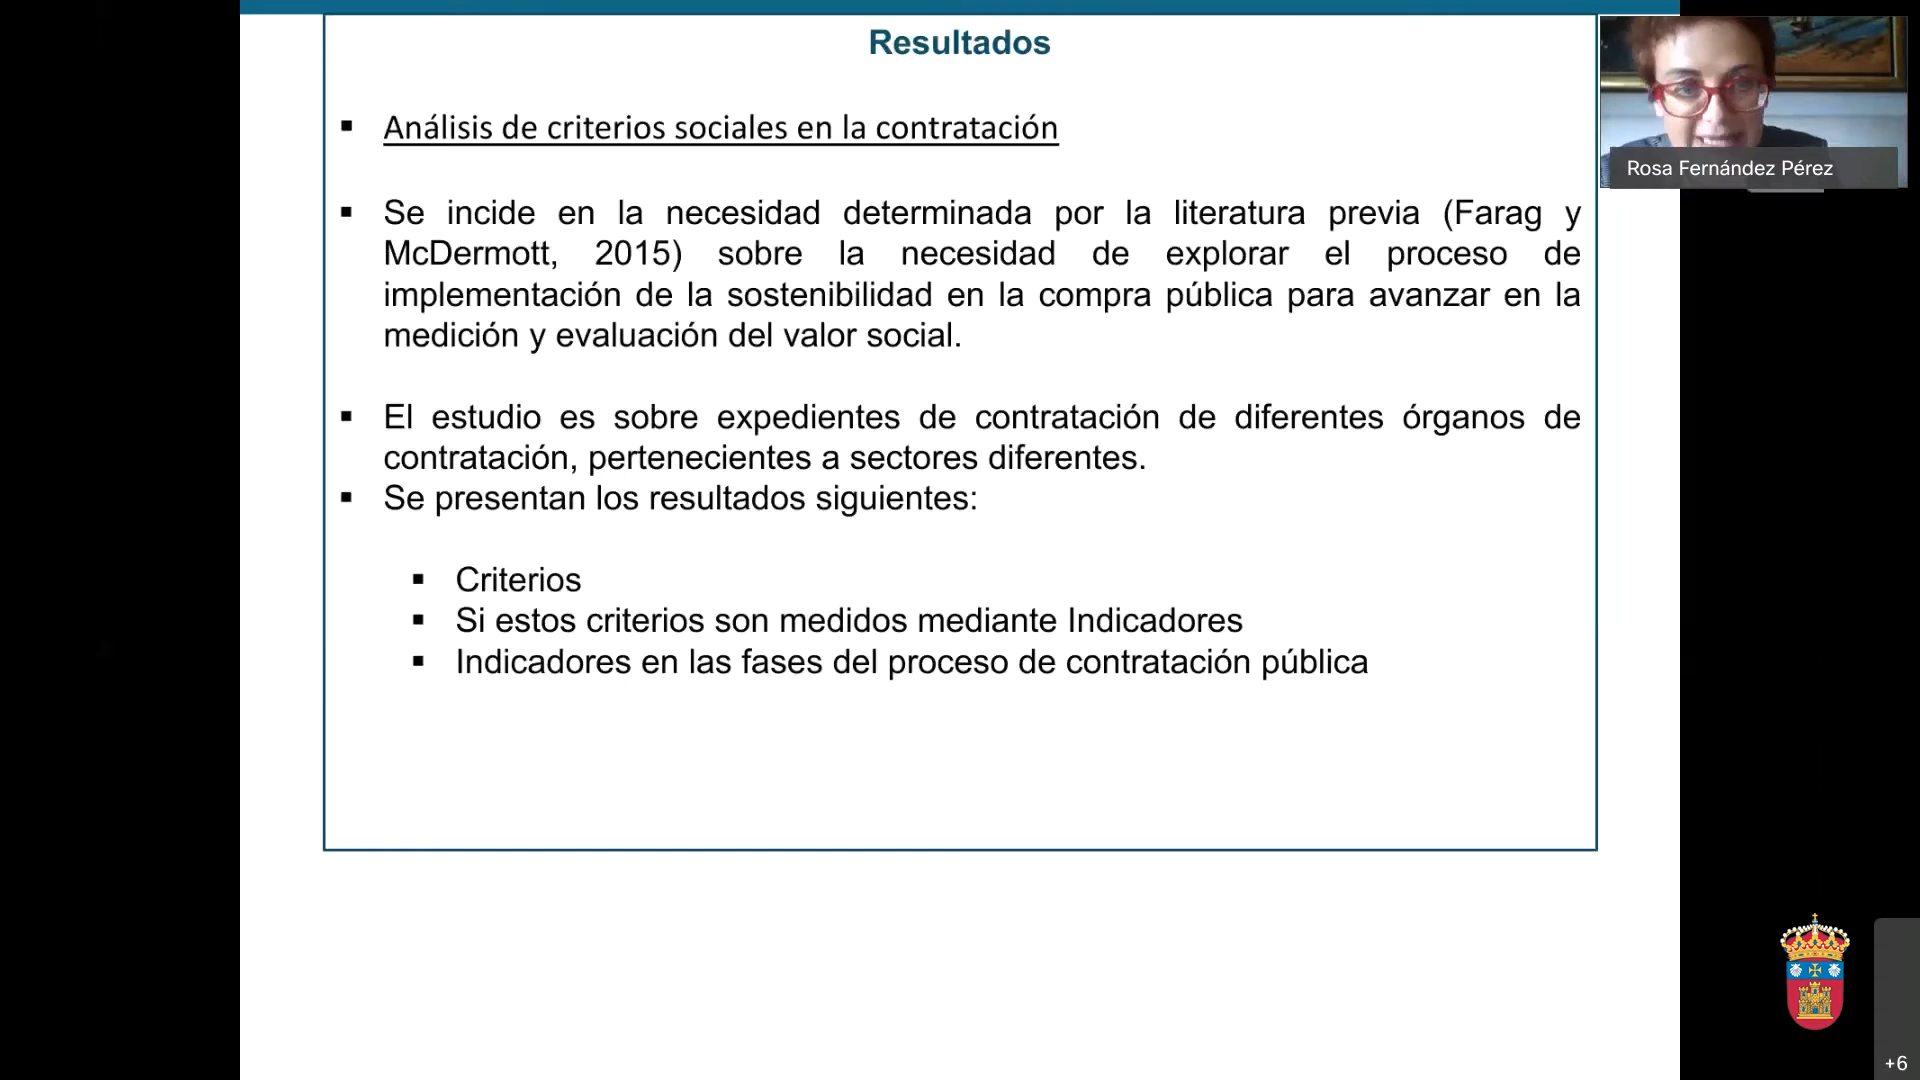 Resultados
Análisis de criterios sociales en la contratación
Se incide en la necesidad determinada por la literatura previa (Farag y
McDermott, 2015) sobre la necesidad de explorar el proceso de
implementación de la sostenibilidad en la compra pública para avanzar en la
medición y evaluación del valor social.
El estudio es sobre expedientes de contratación de diferentes órganos de
contratación, pertenecientes a sectores diferentes.
Se presentan los resultados siguientes:
Criterios
Si estos criterios son medidos mediante Indicadores
Indicadores en las fases del proceso de contratación pública
Rosa Fernández Pérez
+6